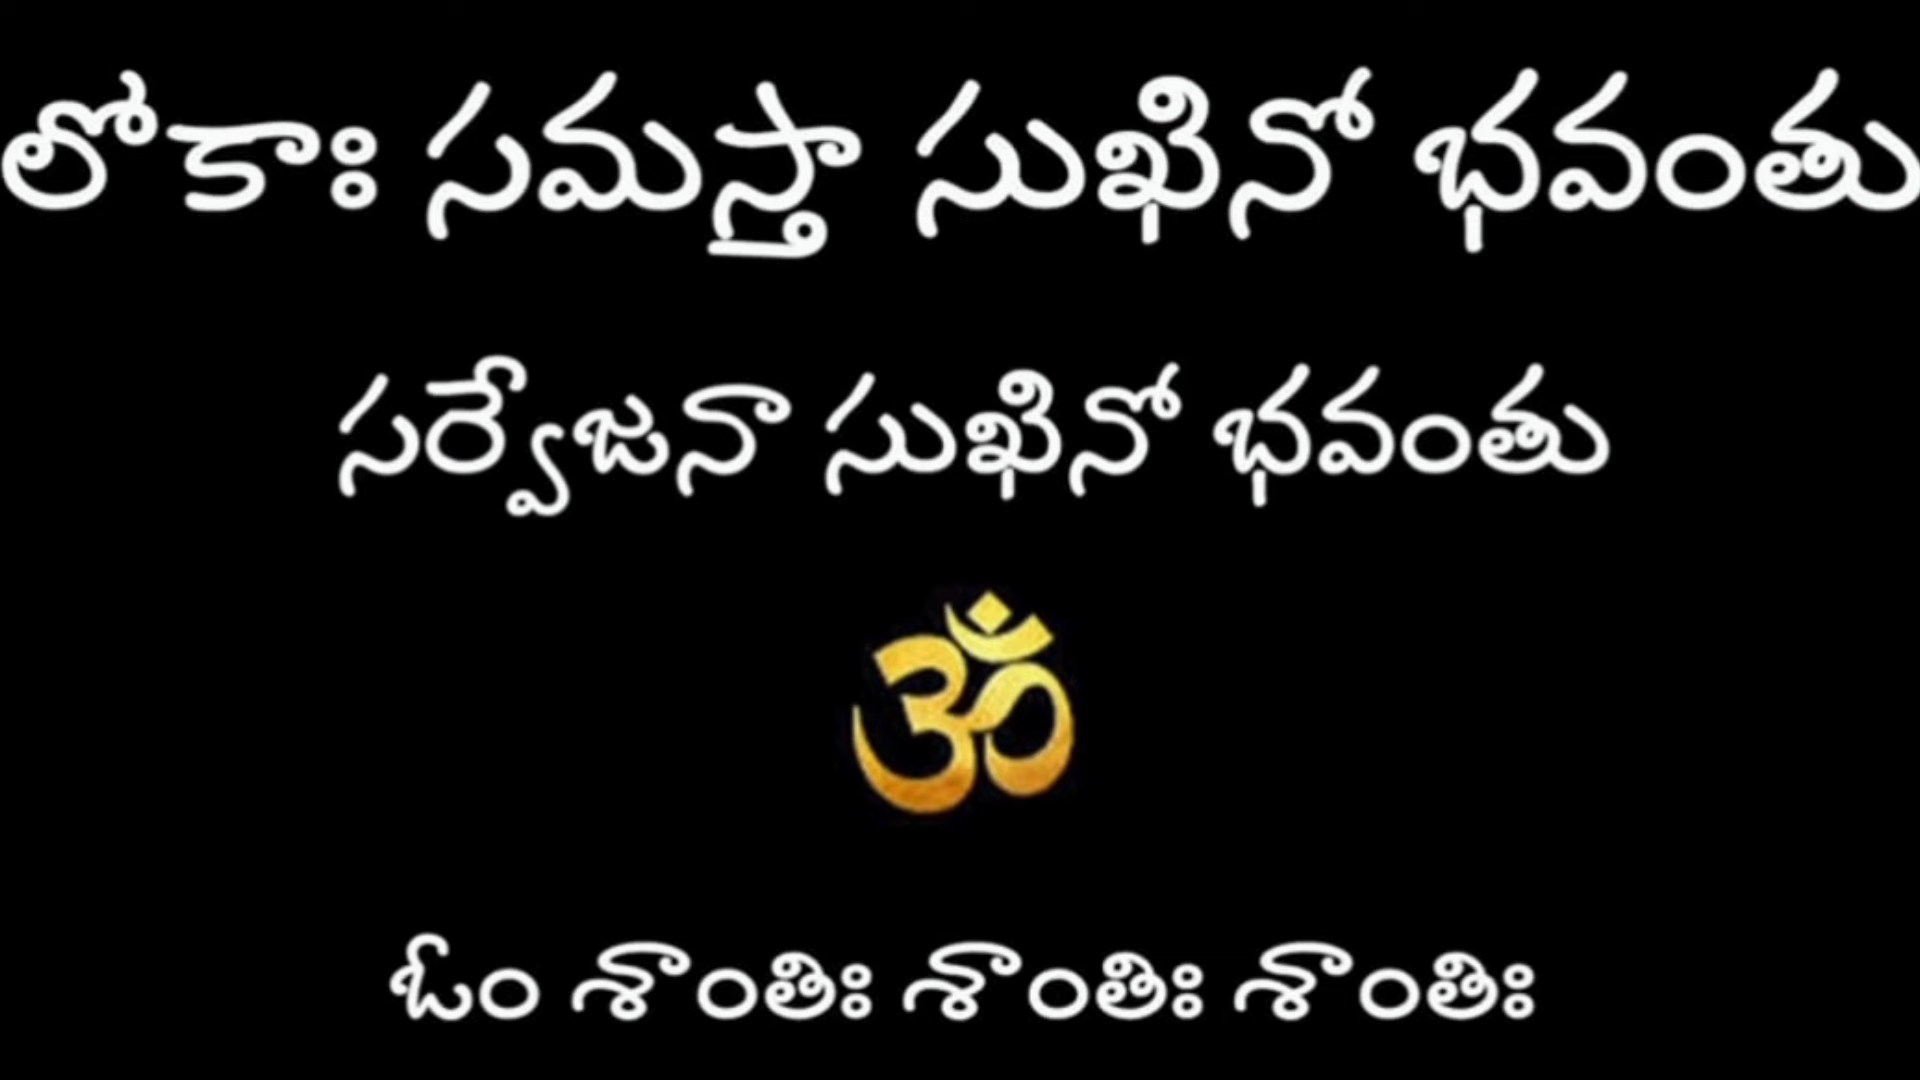 లోకాః సమస్తా సుఖినో భవంతు
సర్వేజనా సుఖినో భవంతు
ॐ
ఓం శాంతిః శాంతిః శాంతిః